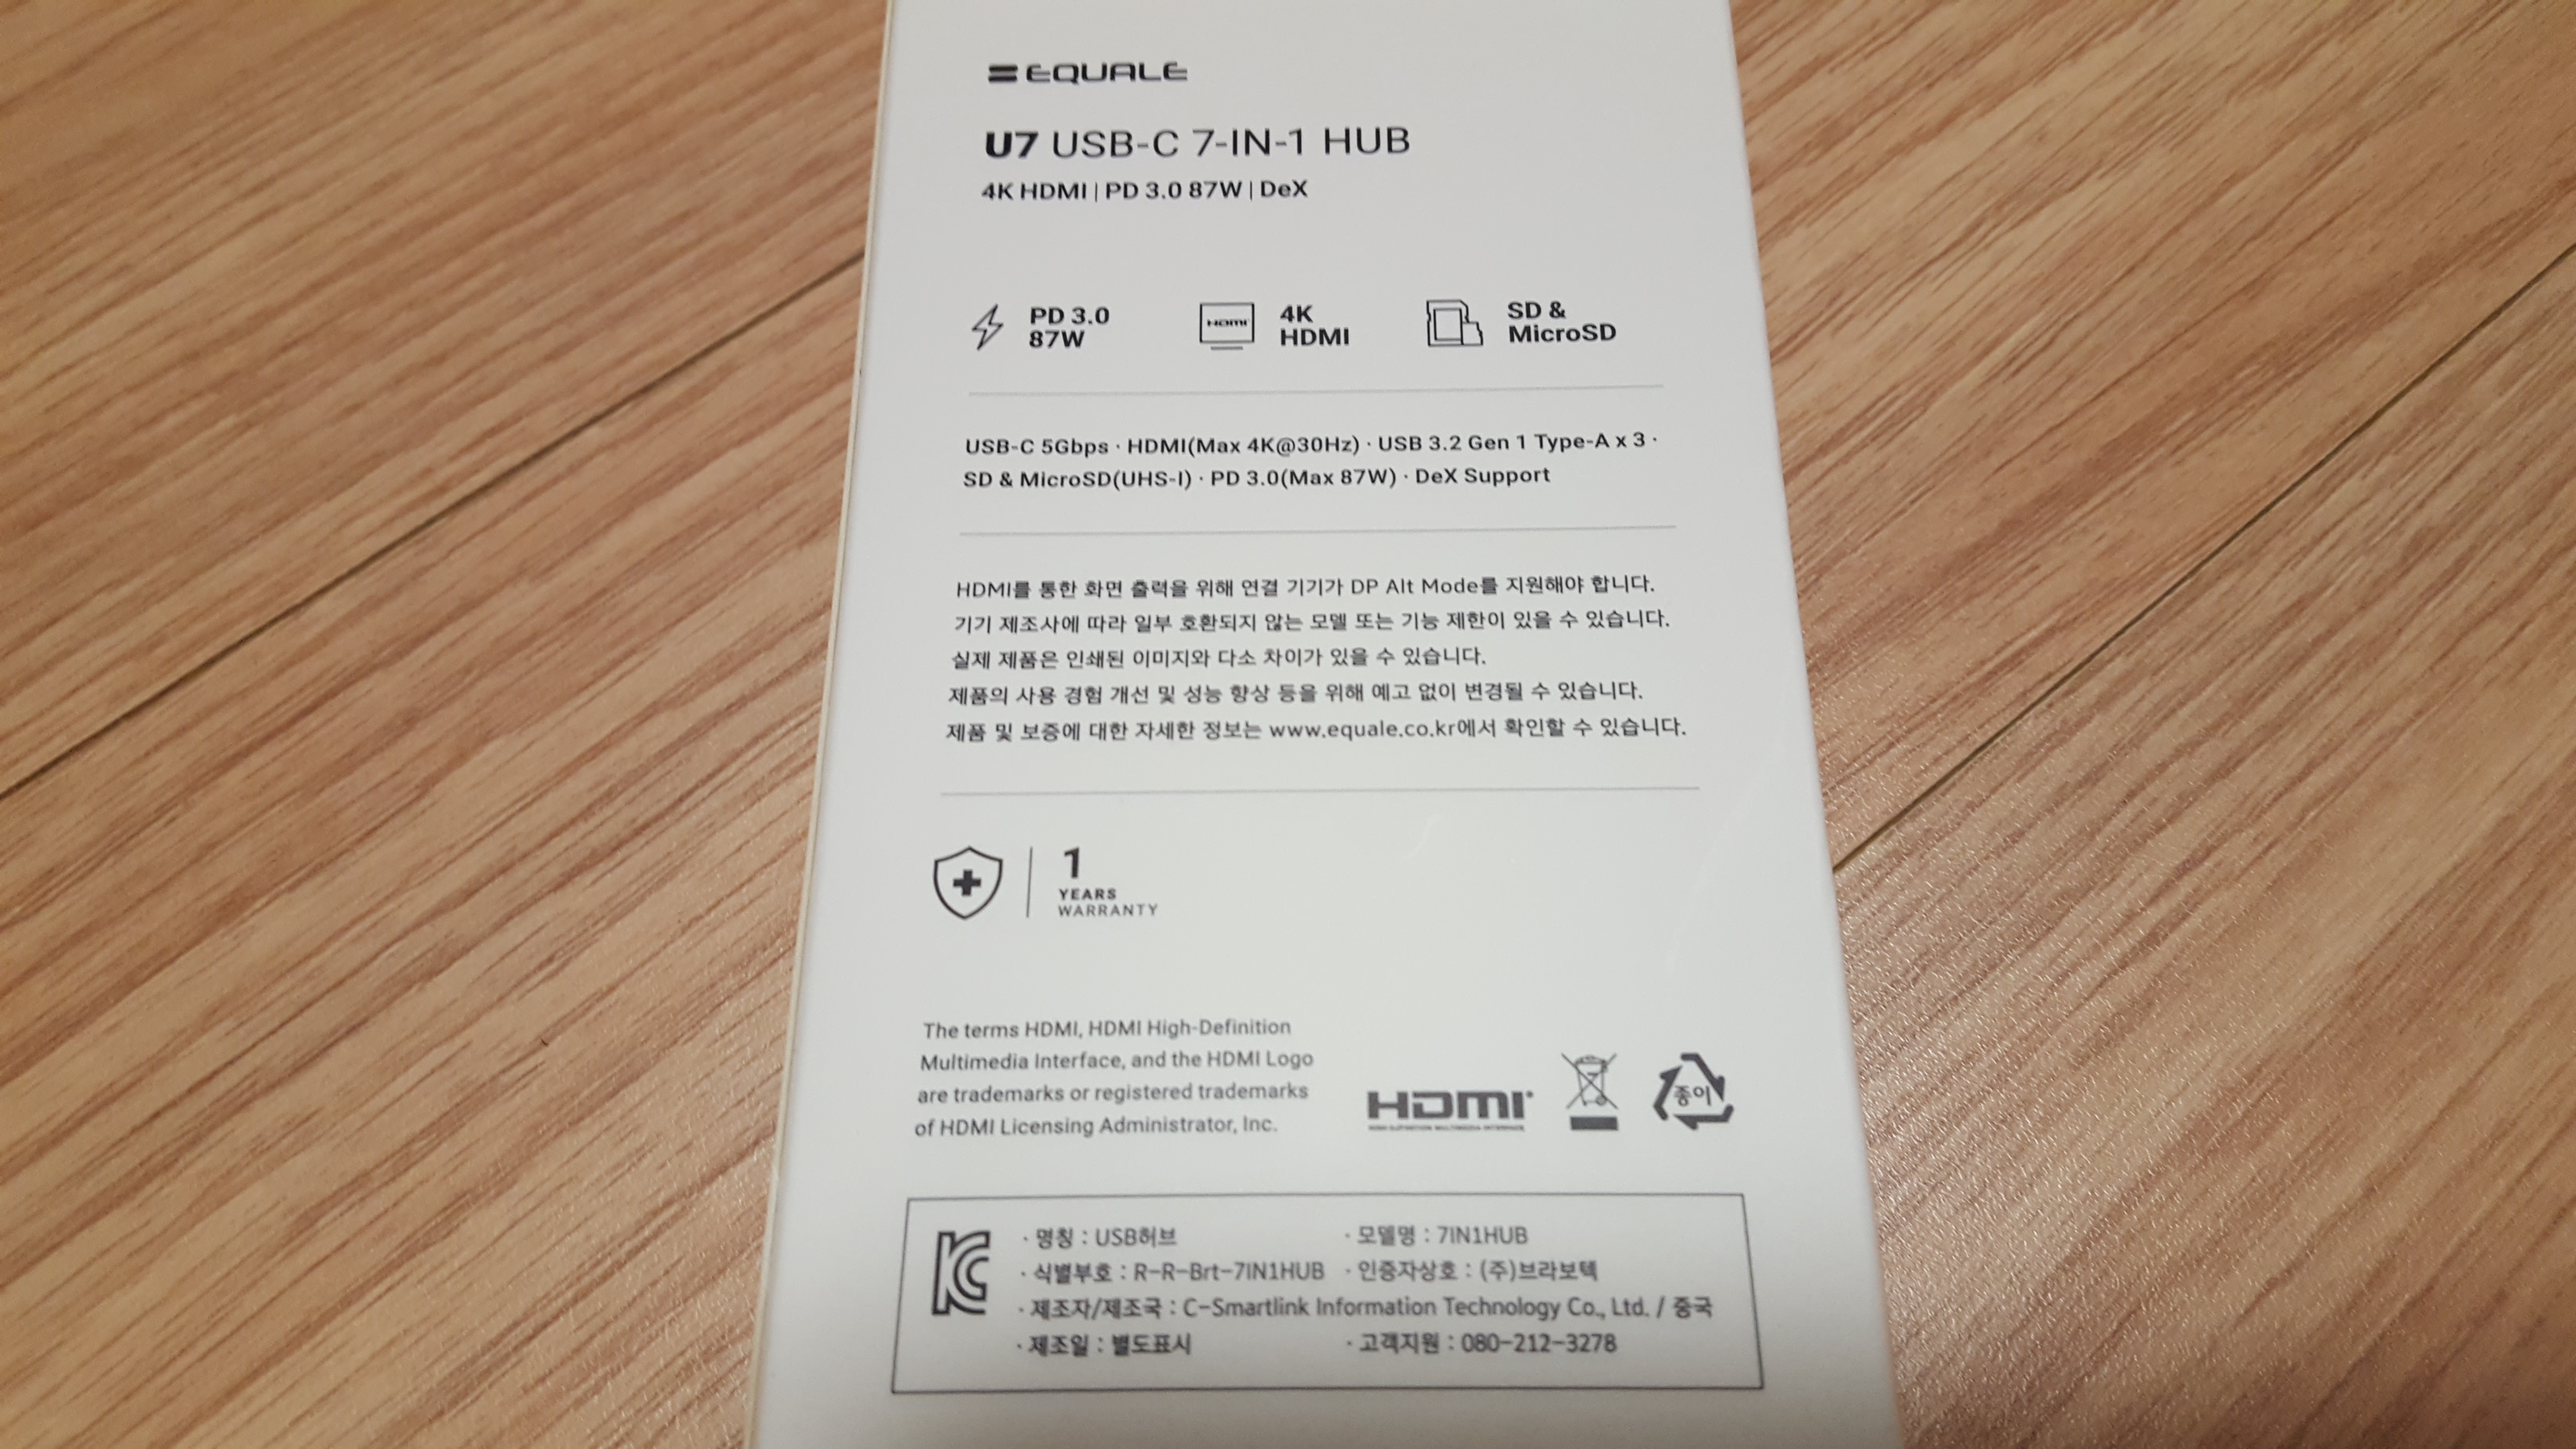 EQUALE
U7 USB-C 7-IN-1 HUB
4K HDMI | PD 3.0 87W | DeX
PD 3.0
87W
HDMI
4K
HDMI
SD &
MicroSD
USB-C 5Gbps · HDMI(Max 4K@30Hz) · USB 3.2 Gen 1 Type-A x 3 ·
SD & MicroSD(UHS-I) · PD 3.0(Max 87W) · DeX Support
HDMI를 통한 화면 출력을 위해 연결 기기가 DP Alt Mode를 지원해야 합니다.
기기 제조사에 따라 일부 호환되지 않는 모델 또는 기능 제한이 있을 수 있습니다.
실제 제품은 인쇄된 이미지와 다소 차이가 있을 수 있습니다.
제품의 사용 경험 개선 및 성능 향상 등을 위해 예고 없이 변경될 수 있습니다.
제품 및 보증에 대한 자세한 정보는 www.equale.co.kr에서 확인할 수 있습니다.
1
YEARS
WARRANTY
The terms HDMI, HDMI High-Definition
Multimedia Interface, and the HDMI Logo
are trademarks or registered trademarks
of HDMI Licensing Administrator, Inc.
HDMI
HIGH-DEFINITION MULTIMEDIA INTERFACE
종이
· 명칭 : USB허브 · 모델명 : 7IN1HUB
· 식별부호 : R-R-Brt-7IN1HUB · 인증자상호 : (주)브라보텍
· 제조자/제조국 : C-Smartlink Information Technology Co., Ltd. / 중국
· 제조일 : 별도표시 · 고객지원 : 080-212-3278